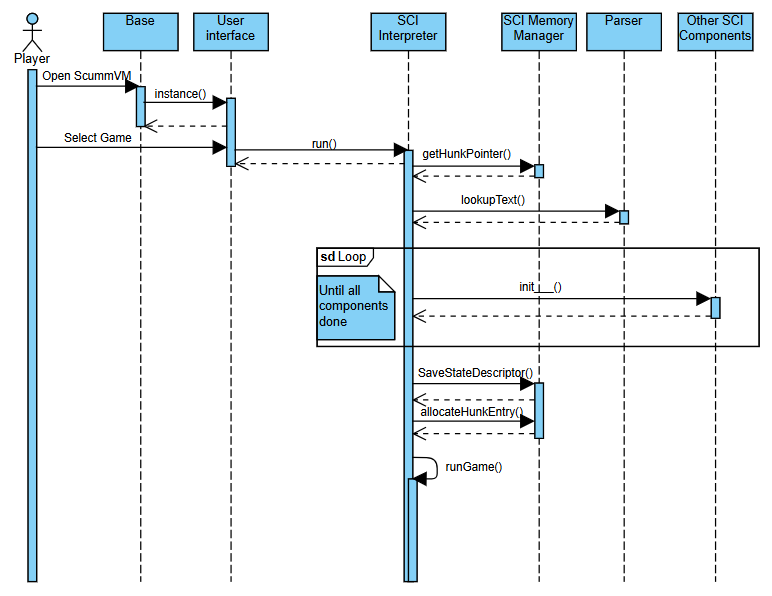 Base
User
interface
SCI
Interpreter
SCI Memory
Manager
Parser
Other SCI
Components
Player
Open ScummVM
instance()
Select Game
run()
getHunkPointer()
lookupText()
sd Loop
Until all
components
done
init___()
SaveStateDescriptor()
allocateHunkEntry()
runGame()